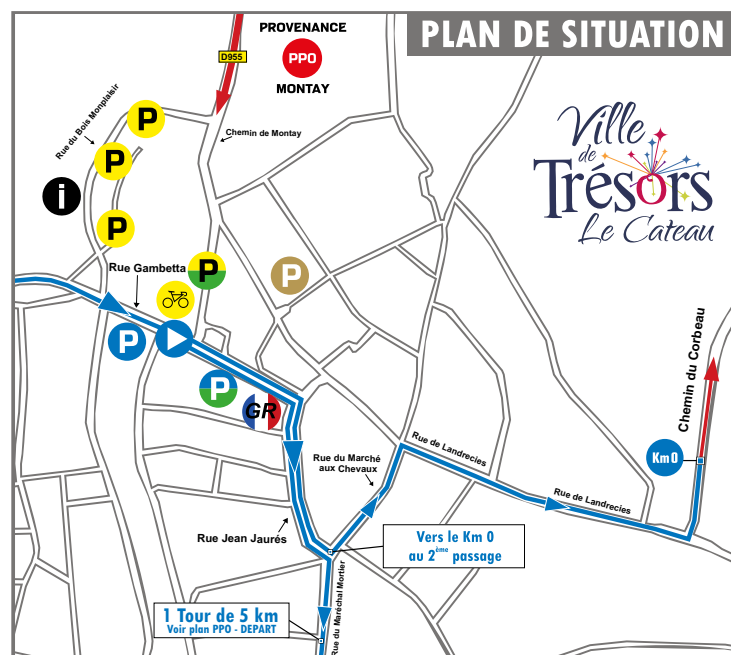 PLAN DE SITUATION
PROVENANCE
PPO
MONTAY
D955
Rue du Bois Monplaisir
P
Chemin de Montay
P
i
P
Ville
de
Trésors
Le Cateau
Rue Gambetta
P
P
P
P
GR
Chemin du Corbeau
Rue de Landrecies
Km 0
Rue du Marché
aux Chevaux
Rue de Landrecies
Rue Jean Jaurés
Vers le Km 0
au 2ème passage
Rue du Maréchal Mortier
1 Tour de 5 km
Voir plan PPO - DEPART